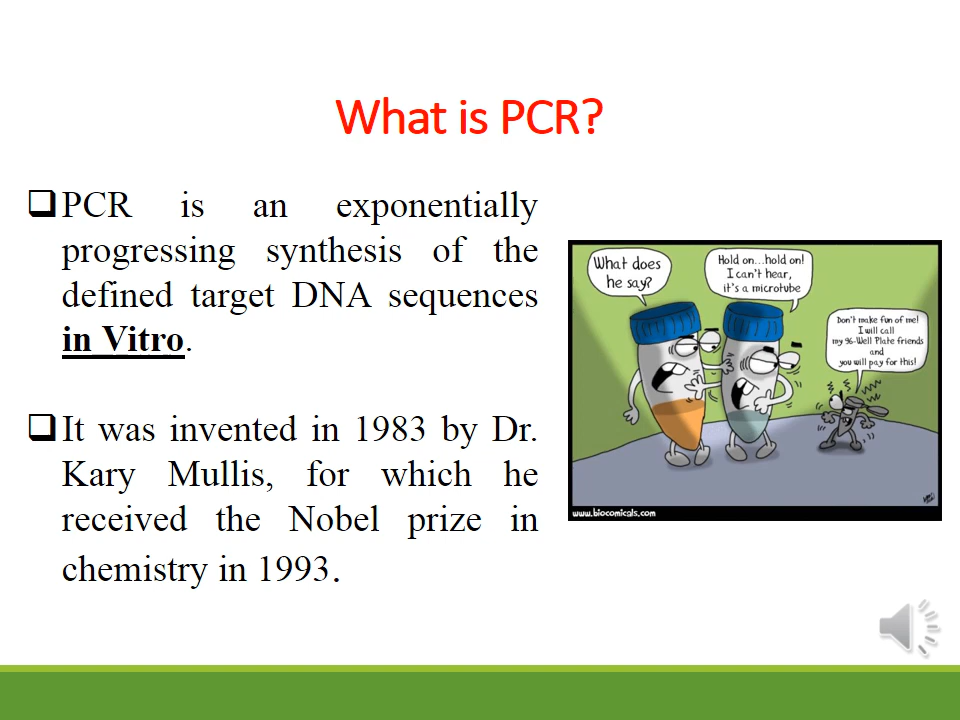 What is PCR?
PCR is an exponentially
progressing synthesis of the
defined target DNA sequences
in Vitro.
It was invented in 1983 by Dr.
Kary Mullis, for which he
received the Nobel prize in
chemistry in 1993.
What does
he say?
Hold on...hold on!
I can't hear,
it's a microtube
Don't make fun of me!
I will call
my 96-Well Plate friends
and
you will pay for this!
www.biocomicals.com